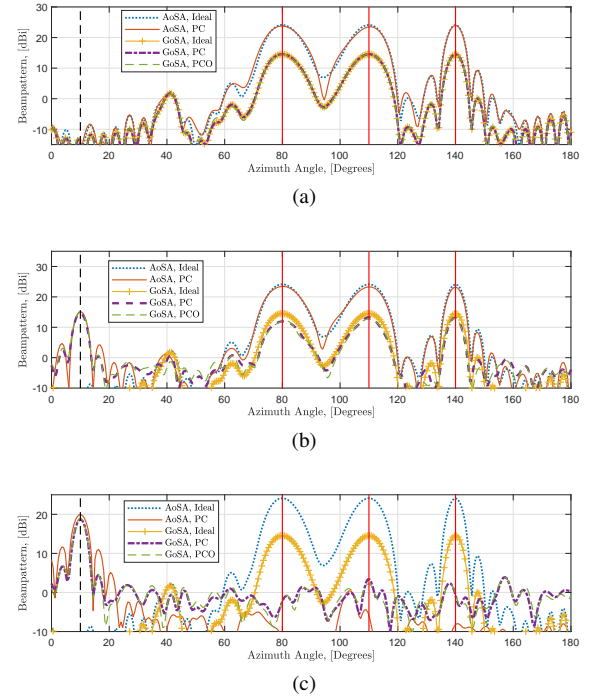 30
20
10
0
-10
Beampattern, [dBi]
AoSA, Ideal
AoSA, PC
GoSA, Ideal
GoSA, PC
GoSA, PCO
0 20 40 60 80 100 120 140 160 180
Azimuth Angle, [Degrees]
(a)
30
20
10
0
-10
Beampattern, [dBi]
AoSA, Ideal
AoSA, PC
GoSA, Ideal
GoSA, PC
GoSA, PCO
0 20 40 60 80 100 120 140 160 180
Azimuth Angle, [Degrees]
(b)
20
10
0
-10
Beampattern, [dBi]
AoSA, Ideal
AoSA, PC
GoSA, Ideal
GoSA, PC
GoSA, PCO
0 20 40 60 80 100 120 140 160 180
Azimuth Angle, [Degrees]
(c)